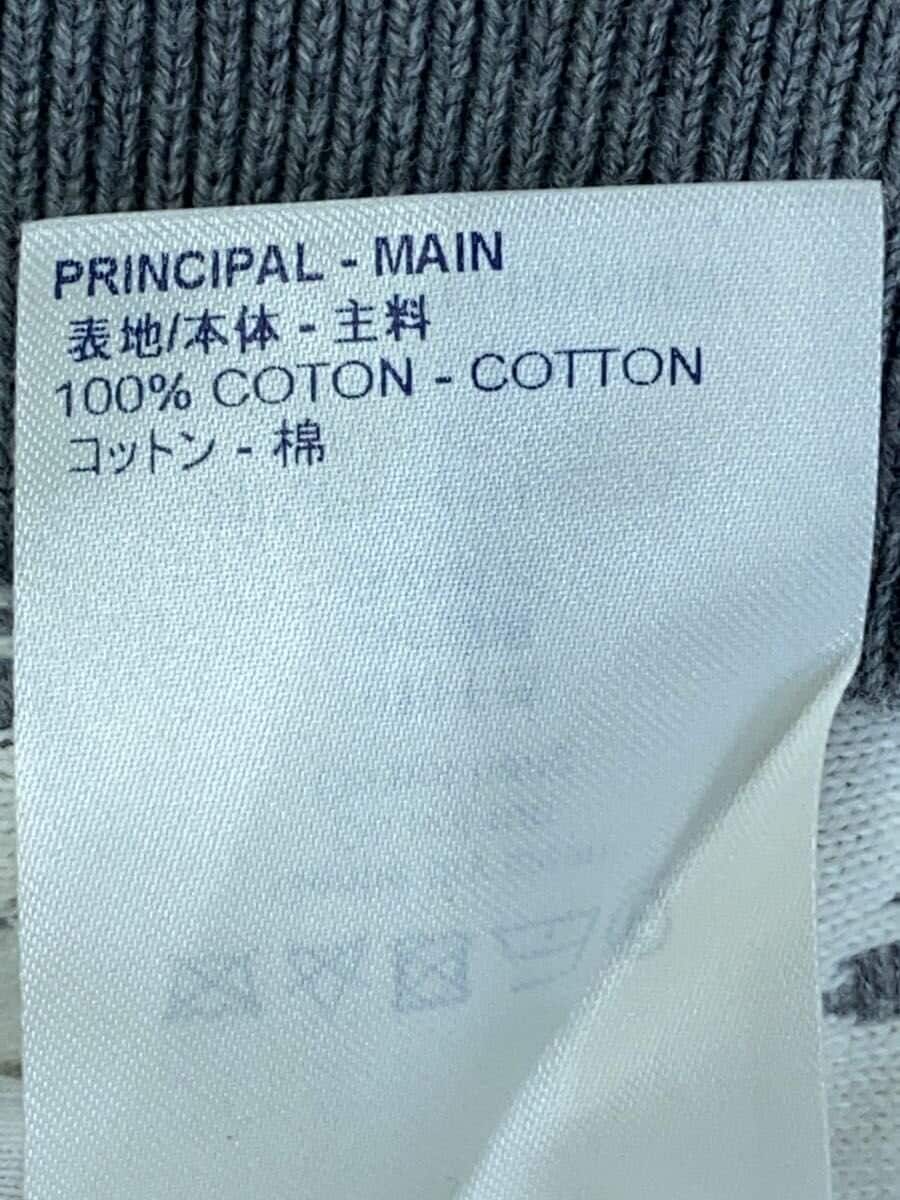 PRINCIPAL - MAIN
表地/本体 - 主料
100% COTON - COTTON
コットン - 棉